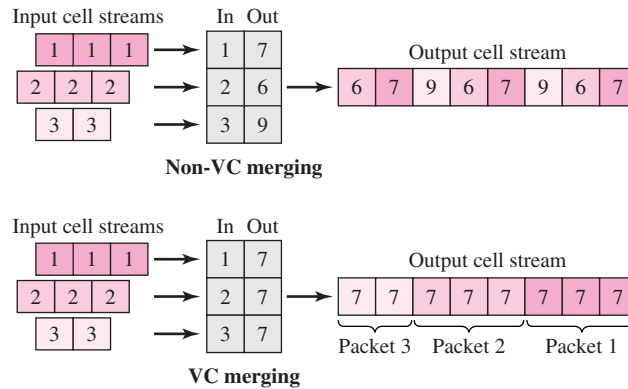 Input cell streams
In Out
1 1 1
1 7
Output cell stream
2 2 2
2 6
6 7 9 6 7 9 6 7
3 3
3 9
Non-VC merging
Input cell streams
In Out
1 1 1
1 7
Output cell stream
2 2 2
2 7
7 7 7 7 7 7 7 7
3 3
3 7
Packet 3 Packet 2 Packet 1
VC merging